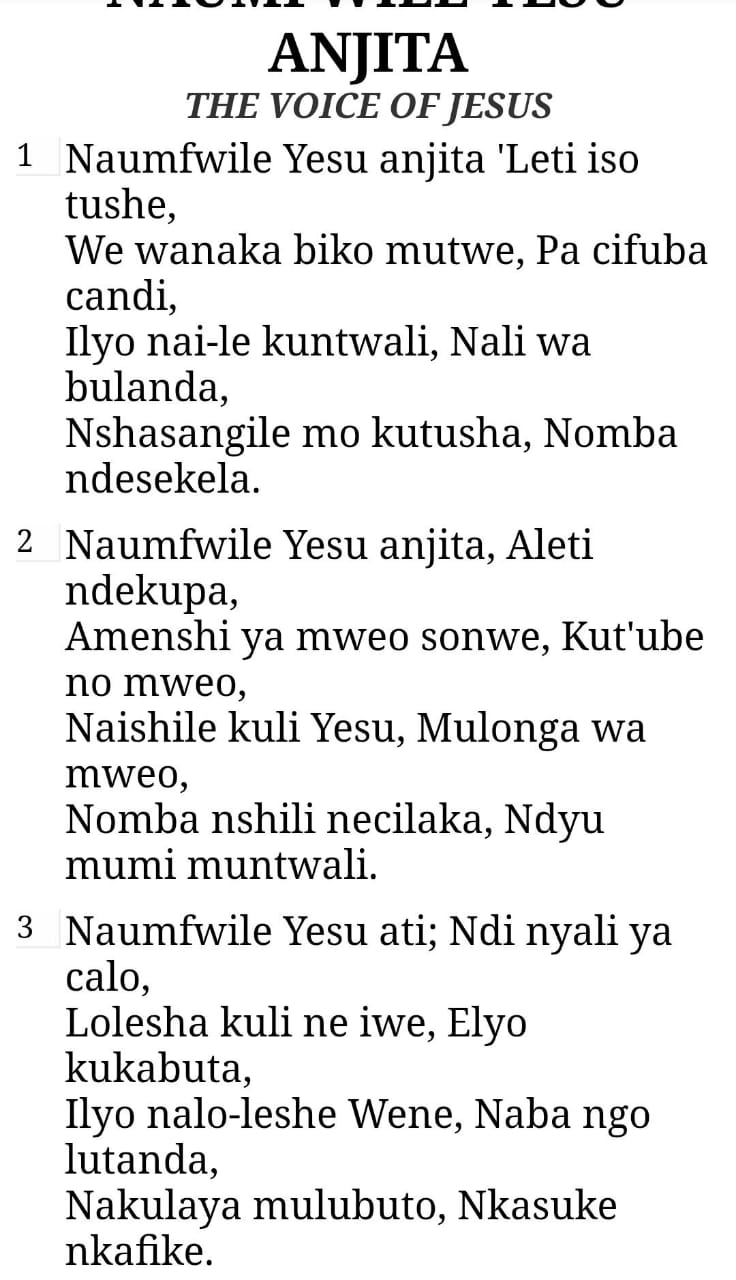 NAUMFWILE YESU
ANJITA
THE VOICE OF JESUS
1 Naumfwile Yesu anjita 'Leti iso
tushe,
We wanaka biko mutwe, Pa cifuba
candi,
Ilyo nai-le kuntwali, Nali wa
bulanda,
Nshasangile mo kutusha, Nomba
ndesekela.
2 Naumfwile Yesu anjita, Aleti
ndekupa,
Amenshi ya mweo sonwe, Kut'ube
no mweo,
Naishile kuli Yesu, Mulonga wa
mweo,
Nomba nshili necilaka, Ndyu
mumi muntwali.
3 Naumfwile Yesu ati; Ndi nyali ya
calo,
Lolesha kuli ne iwe, Elyo
kukabuta,
Ilyo nalo-leshe Wene, Naba ngo
lutanda,
Nakulaya mulubuto, Nkasuke
nkafike.